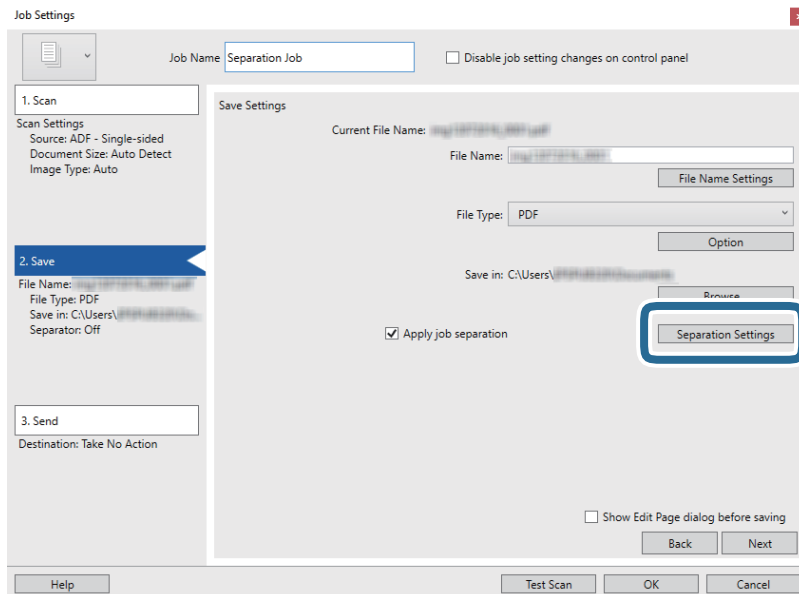 Job Settings
Job Name Separation Job Disable job setting changes on control panel
1. Scan
Scan Settings
Source: ADF - Single-sided
Document Size: Auto Detect
Image Type: Auto
2. Save
File Name:
File Type: PDF
Save in: C:\Users\
Separator: Off
3. Send
Destination: Take No Action
Save Settings
Current File Name:
File Name:
File Name Settings
File Type: PDF
Option
Save in: C:\Users\
Browse
Apply job separation Separation Settings
Show Edit Page dialog before saving
Back Next
Help Test Scan OK Cancel